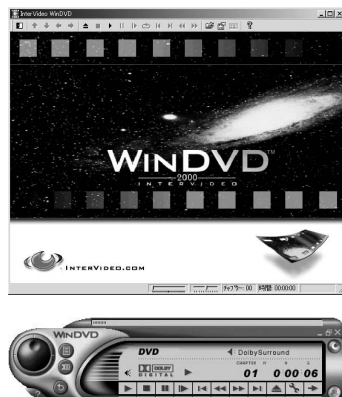 InterVideo WinDVD
WINDVD™
2000
INTERVIDEO
INTERVIDEO.COM
チャプター: 00 時間: 00:00:00
WINDVD
DVD DolbySurround
DOLBY DIGITAL
CHAPTER H M S
01 0 00 06